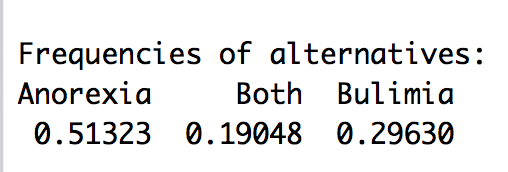 Frequencies of alternatives:
Anorexia Both Bulimia
0.51323 0.19048 0.29630